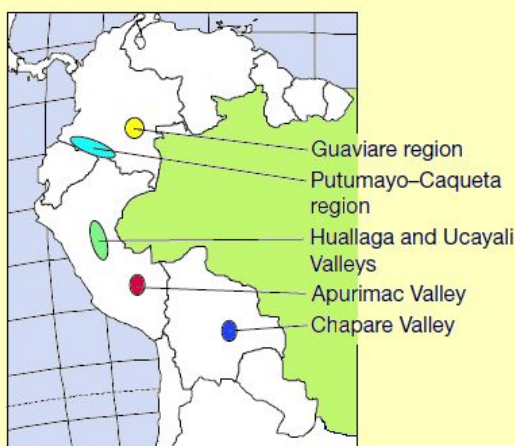 Guaviare region
Putumayo–Caqueta
region
Huallaga and Ucayali
Valleys
Apurimac Valley
Chapare Valley